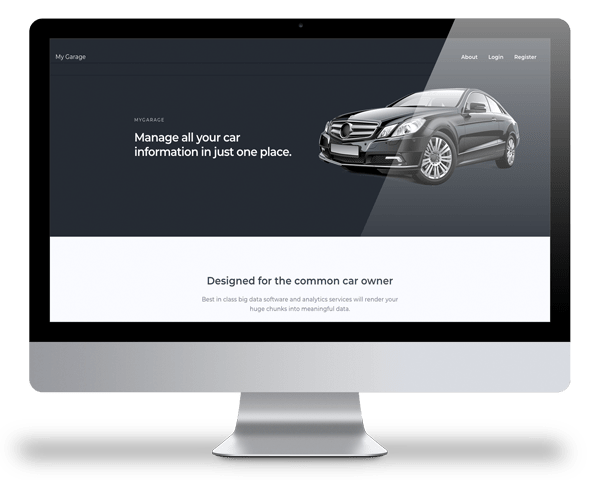 My Garage
About Login Register
MYGARAGE
Manage all your car
information in just one place.
Designed for the common car owner
Best in class big data software and analytics services will render your
huge chunks into meaningful data.